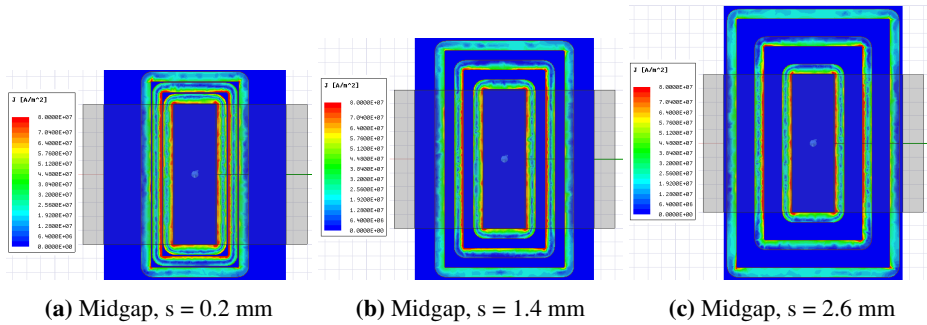 J [A/m^2]
8.0000E+07
7.0400E+07
6.4000E+07
5.7600E+07
5.1200E+07
4.4800E+07
3.8400E+07
3.2000E+07
2.5600E+07
1.9200E+07
1.2800E+07
6.4000E+06
0.0000E+00
J [A/m^2]
8.0000E+07
7.0400E+07
6.4000E+07
5.7600E+07
5.1200E+07
4.4800E+07
3.8400E+07
3.2000E+07
2.5600E+07
1.9200E+07
1.2800E+07
6.4000E+06
0.0000E+00
J [A/m^2]
8.0000E+07
7.0400E+07
6.4000E+07
5.7600E+07
5.1200E+07
4.4800E+07
3.8400E+07
3.2000E+07
2.5600E+07
1.9200E+07
1.2800E+07
6.4000E+06
0.0000E+00
(a) Midgap, s = 0.2 mm
(b) Midgap, s = 1.4 mm
(c) Midgap, s = 2.6 mm